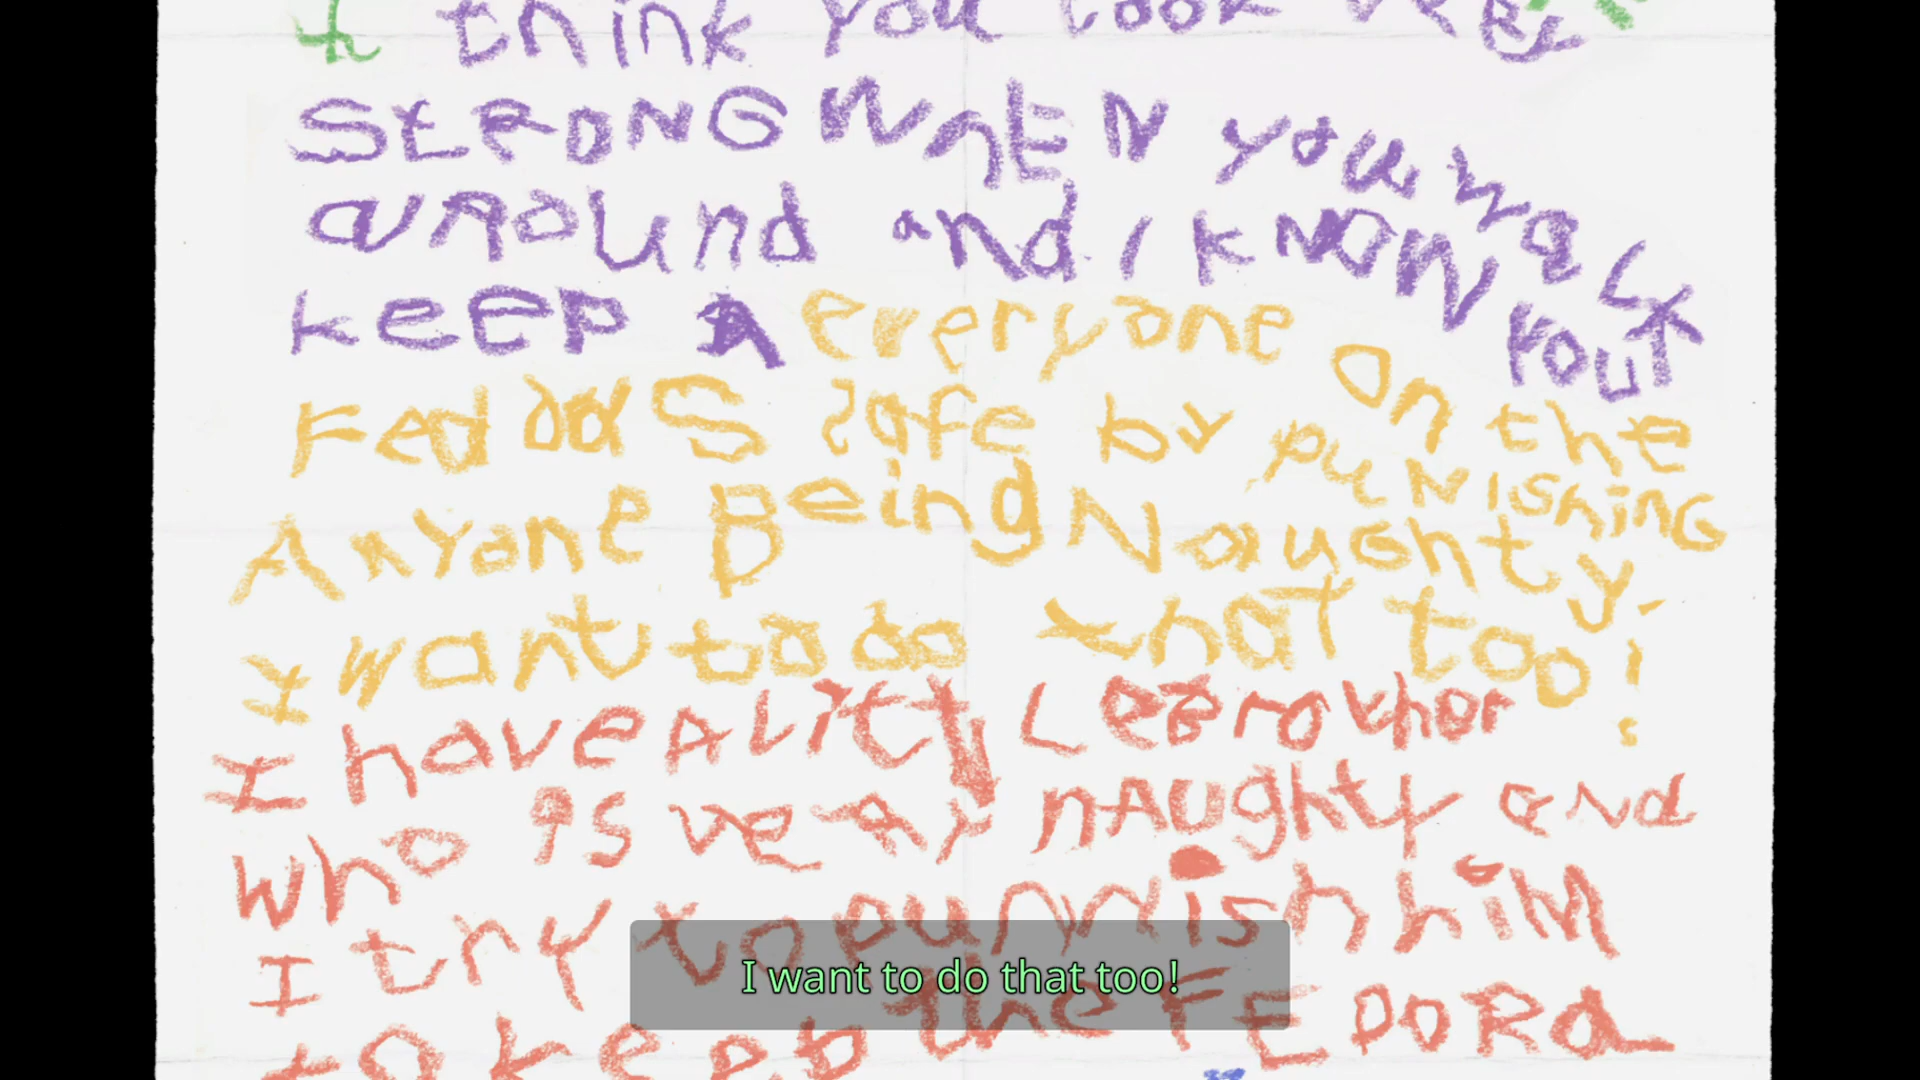 I think you look very
STRONG WhEN you walk
around and I KNOW YOU
keep everyone on the
FedoraS safe by puNishinG
Anyone Being Naughty.
I want to do that too!
I have A little brother
who is very nAughty and
I try to punnish hiM
to keep the FEDORa
I want to do that too!